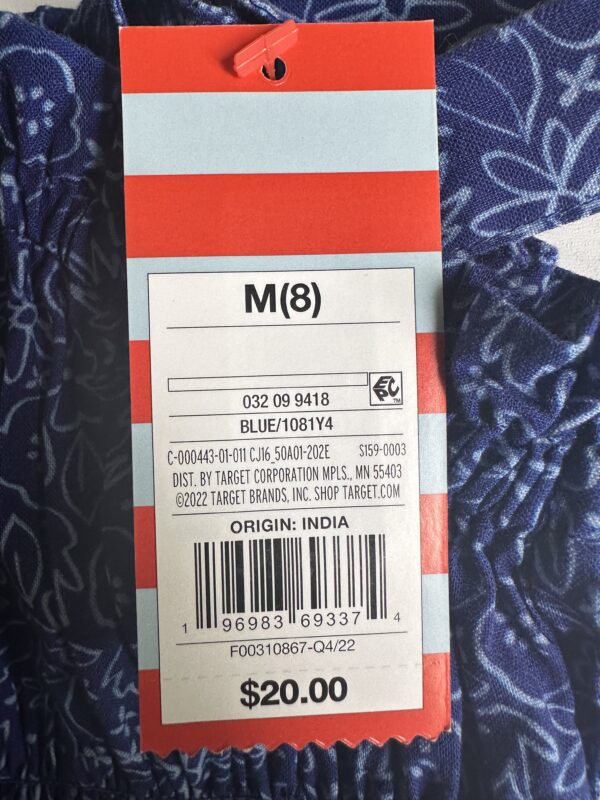 M(8)
EPC
TM
032 09 9418
BLUE/1081Y4
C-000443-01-011 CJ16_50A01-202E S159-0003
DIST. BY TARGET CORPORATION MPLS., MN 55403
©2022 TARGET BRANDS, INC. SHOP TARGET.COM
ORIGIN: INDIA
1 96983 69337 4
F00310867-Q4/22
$20.00